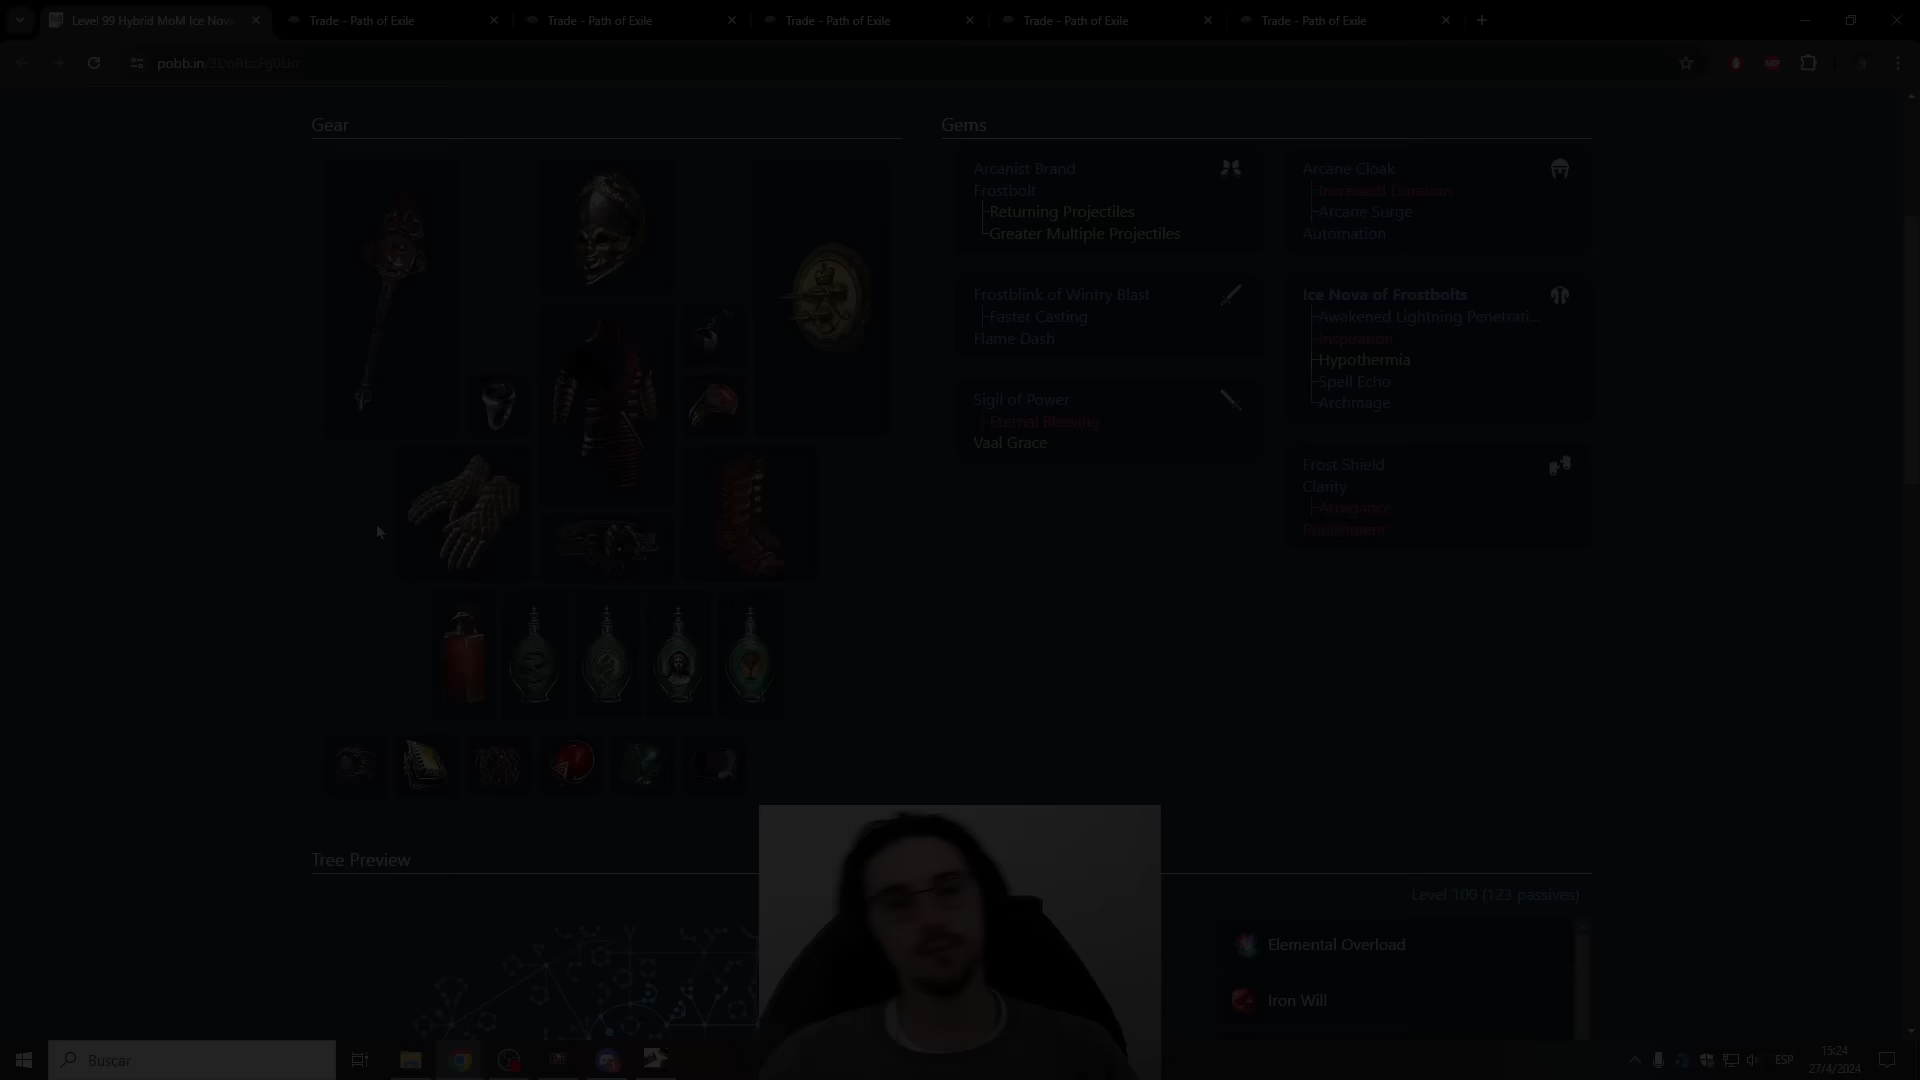 Level 99 Hybrid MoM Ice Nova
Trade - Path of Exile
Trade - Path of Exile
Trade - Path of Exile
Trade - Path of Exile
Trade - Path of Exile
Gear
Gems
Arcanist Brand
Frostbolt
Returning Projectiles
Greater Multiple Projectiles
Arcane Cloak
Increased Duration
Arcane Surge
Automation
Frostblink of Wintry Blast
Faster Casting
Flame Dash
Ice Nova of Frostbolts
Awakened Lightning Penetrati...
Inspiration
Hypothermia
Spell Echo
Archmage
Sigil of Power
Eternal Blessing
Vaal Grace
Frost Shield
Clarity
Arrogance
Tree Preview
Level 100 (123 passives)
Elemental Overload
Iron Will
Buscar
ESP
15:24
27/4/2024